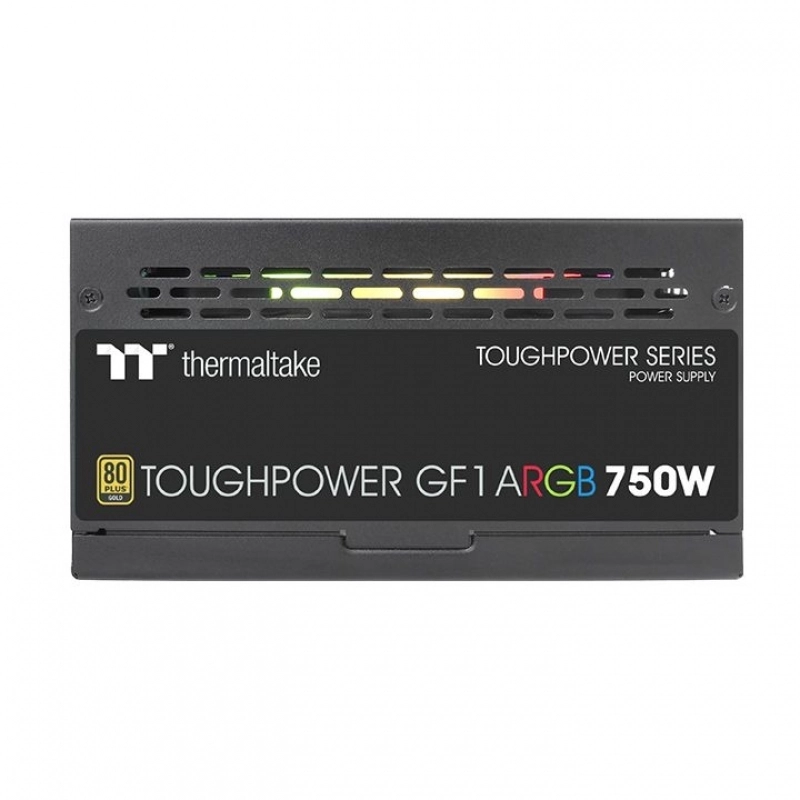 thermaltake
TOUGHPOWER SERIES
POWER SUPPLY
80
PLUS
GOLD
TOUGHPOWER GF1 ARGB 750W